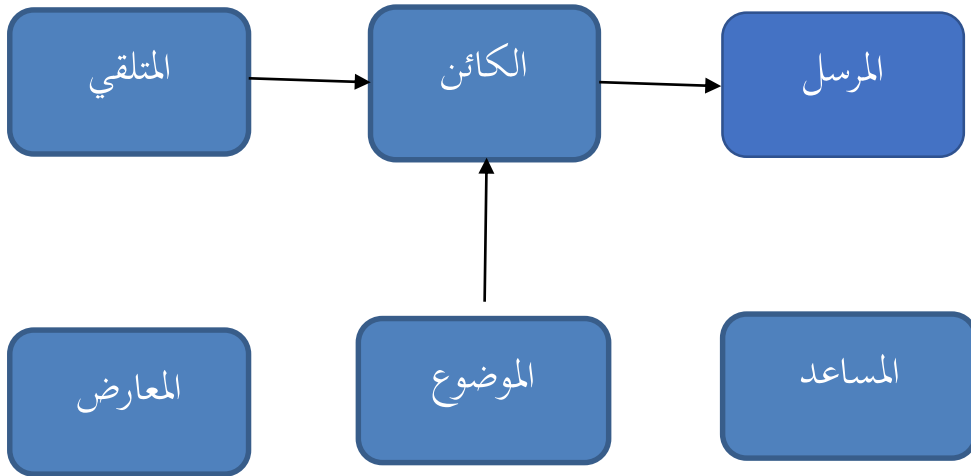 المرسل
الكائن
المتلقي
المساعد
الموضوع
المعارض